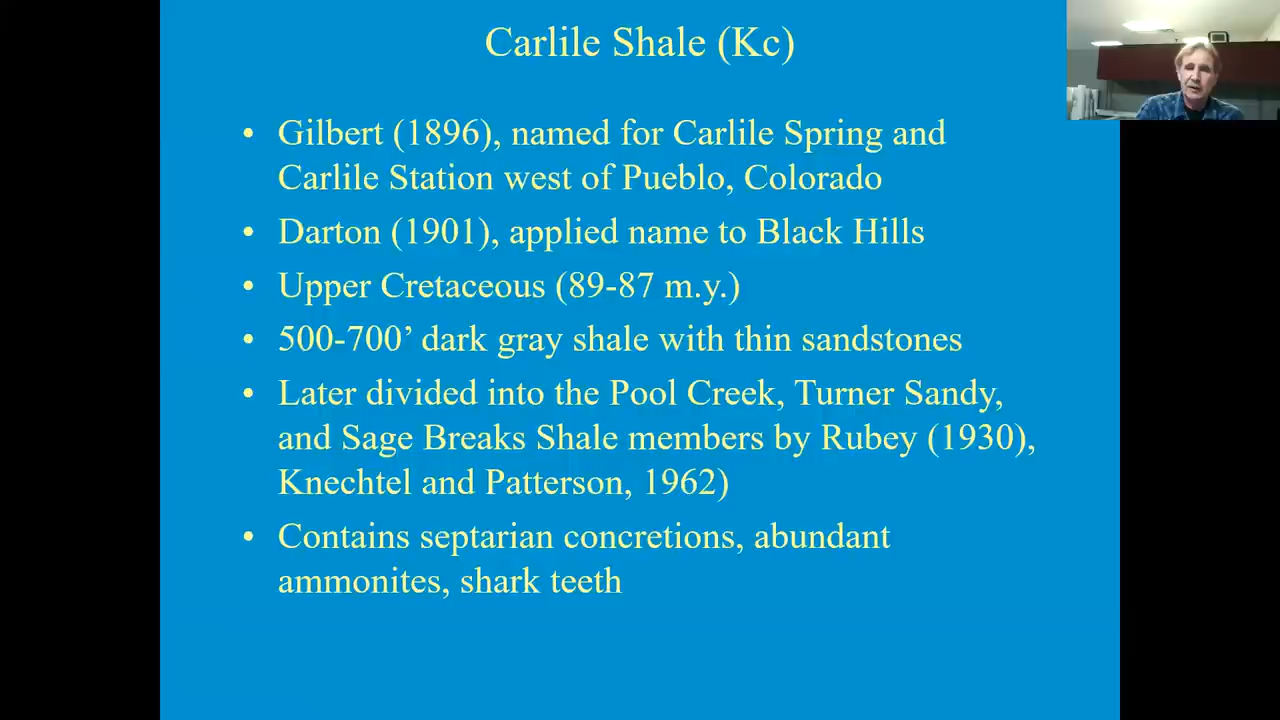 Carlile Shale (Kc)
• Gilbert (1896), named for Carlile Spring and
Carlile Station west of Pueblo, Colorado
• Darton (1901), applied name to Black Hills
• Upper Cretaceous (89-87 m.y.)
• 500-700’ dark gray shale with thin sandstones
• Later divided into the Pool Creek, Turner Sandy,
and Sage Breaks Shale members by Rubey (1930),
Knechtel and Patterson, 1962)
• Contains septarian concretions, abundant
ammonites, shark teeth